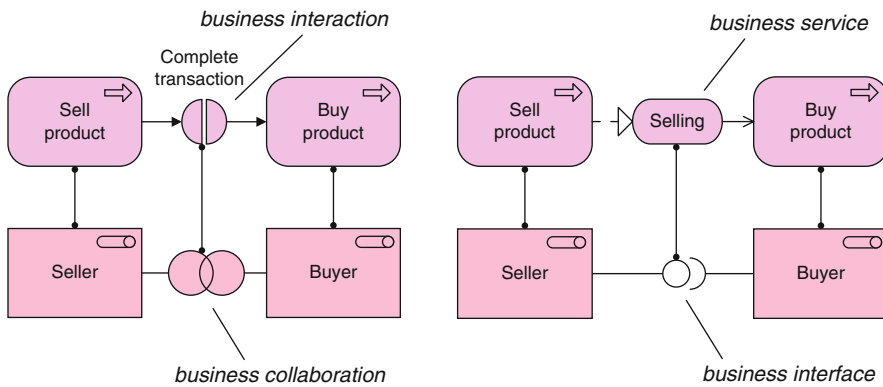 business interaction
Complete
transaction
Sell
product
Buy
product
Seller
Buyer
business collaboration
business service
Sell
product
Selling
Buy
product
Seller
Buyer
business interface